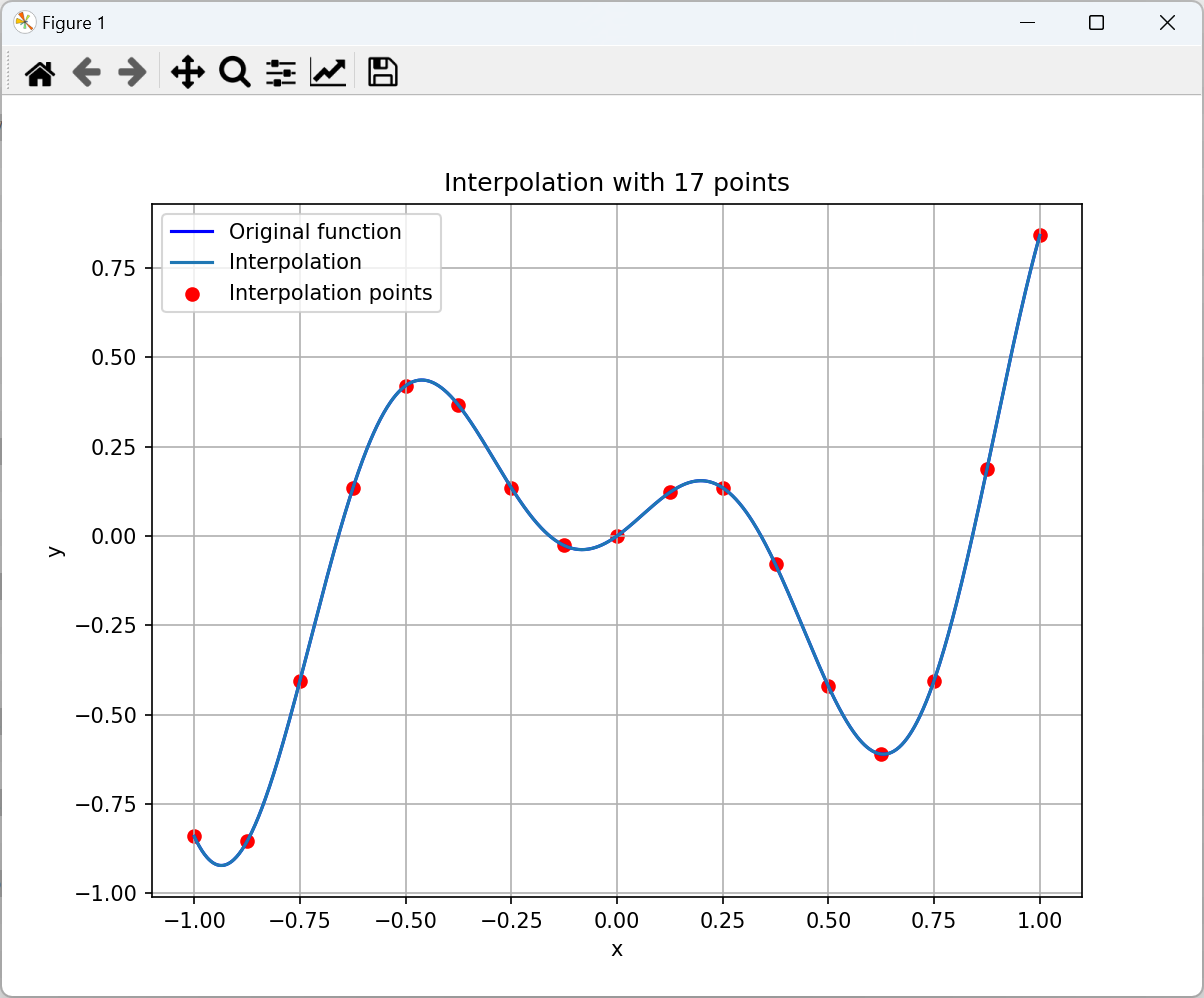 Figure 1
Interpolation with 17 points
Original function
Interpolation
Interpolation points
0.75
0.50
0.25
0.00
−0.25
−0.50
−0.75
−1.00
y
−1.00 −0.75 −0.50 −0.25 0.00 0.25 0.50 0.75 1.00
x